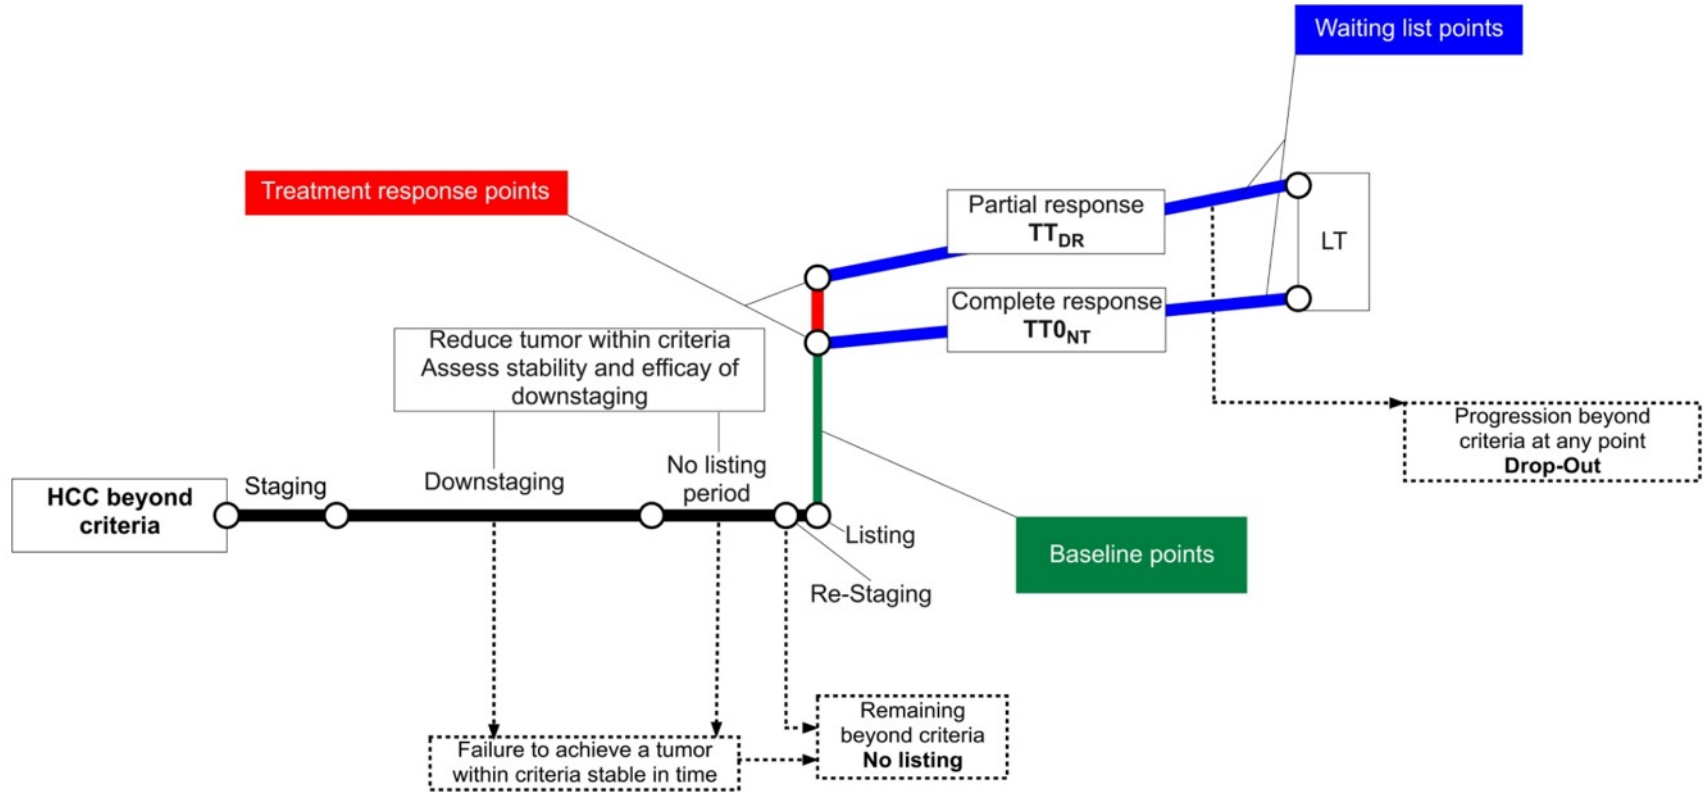 Waiting list points
Treatment response points
Partial response
TTDR
LT
Complete response
TT0NT
Reduce tumor within criteria
Assess stability and efficay of
downstaging
Progression beyond
criteria at any point
Drop-Out
HCC beyond
criteria
Staging
Downstaging
No listing
period
Listing
Re-Staging
Baseline points
Failure to achieve a tumor
within criteria stable in time
Remaining
beyond criteria
No listing